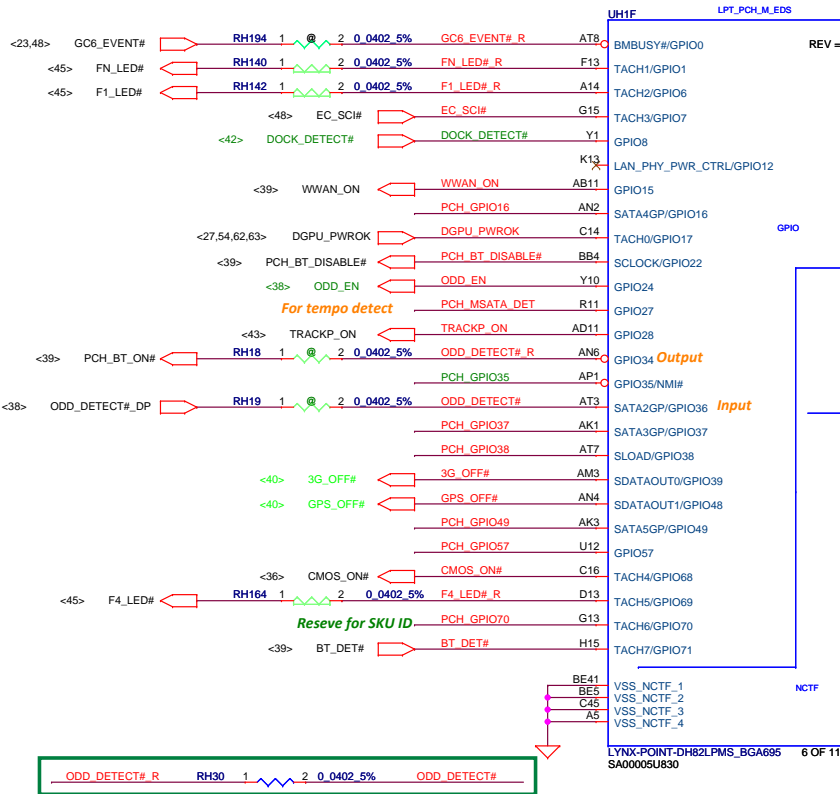 UH1F LPT_PCH_M_EDS
<23,48> GC6_EVENT# RH194 1 @ 2 0_0402_5% GC6_EVENT#_R AT8 BMBUSY#/GPIO0 REV =
<45> FN_LED# RH140 1 2 0_0402_5% FN_LED#_R F13 TACH1/GPIO1
<45> F1_LED# RH142 1 2 0_0402_5% F1_LED#_R A14 TACH2/GPIO6
<48> EC_SCI# EC_SCI# G15 TACH3/GPIO7
<42> DOCK_DETECT# DOCK_DETECT# Y1 GPIO8
K13 LAN_PHY_PWR_CTRL/GPIO12
<39> WWAN_ON WWAN_ON AB11 GPIO15
PCH_GPIO16 AN2 SATA4GP/GPIO16
GPIO
<27,54,62,63> DGPU_PWROK DGPU_PWROK C14 TACH0/GPIO17
<39> PCH_BT_DISABLE# PCH_BT_DISABLE# BB4 SCLOCK/GPIO22
<38> ODD_EN ODD_EN Y10 GPIO24
For tempo detect PCH_MSATA_DET R11 GPIO27
<43> TRACKP_ON TRACKP_ON AD11 GPIO28
<39> PCH_BT_ON# RH18 1 @ 2 0_0402_5% ODD_DETECT#_R AN6 GPIO34 Output
PCH_GPIO35 AP1 GPIO35/NMI#
<38> ODD_DETECT#_DP RH19 1 @ 2 0_0402_5% ODD_DETECT# AT3 SATA2GP/GPIO36 Input
PCH_GPIO37 AK1 SATA3GP/GPIO37
PCH_GPIO38 AT7 SLOAD/GPIO38
<40> 3G_OFF# 3G_OFF# AM3 SDATAOUT0/GPIO39
<40> GPS_OFF# GPS_OFF# AN4 SDATAOUT1/GPIO48
PCH_GPIO49 AK3 SATA5GP/GPIO49
PCH_GPIO57 U12 GPIO57
<36> CMOS_ON# CMOS_ON# C16 TACH4/GPIO68
<45> F4_LED# RH164 1 2 0_0402_5% F4_LED#_R D13 TACH5/GPIO69
Reseve for SKU ID PCH_GPIO70 G13 TACH6/GPIO70
<39> BT_DET# BT_DET# H15 TACH7/GPIO71
BE41 VSS_NCTF_1 NCTF
BE5 VSS_NCTF_2
C45 VSS_NCTF_3
A5 VSS_NCTF_4
LYNX-POINT-DH82LPMS_BGA695 6 OF 11
SA00005U830
ODD_DETECT#_R RH30 1 2 0_0402_5% ODD_DETECT#